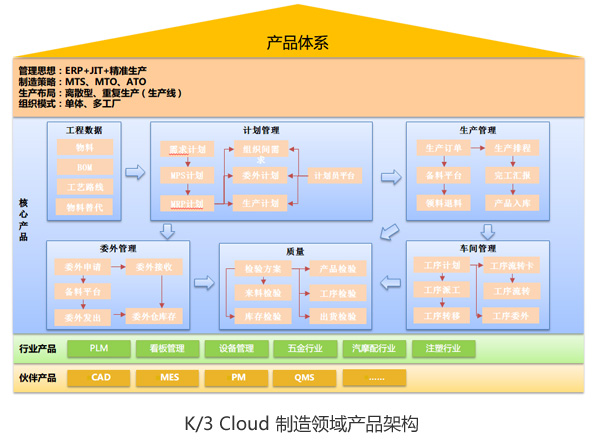 产品体系
管理思想：ERP+JIT+精准生产
制造策略：MTS、MTO、ATO
生产布局：离散型、重复生产（生产线）
组织模式：单体、多工厂
核心产品
工程数据
物料
BOM
工艺路线
物料替代
计划管理
需求计划
MPS计划
MRP计划
组织间需求
委外计划
生产计划
计划员平台
生产管理
生产订单
生产排程
备料平台
完工汇报
领料退料
产品入库
委外管理
委外申请
委外接收
备料平台
委外发出
委外仓库存
质量
检验方案
产品检验
来料检验
工序检验
库存检验
出货检验
车间管理
工序计划
工序流转卡
工序派工
工序流转
工序转移
工序委外
行业产品
PLM
看板管理
设备管理
五金行业
汽摩配行业
注塑行业
伙伴产品
CAD
MES
PM
QMS
……
K/3 Cloud 制造领域产品架构